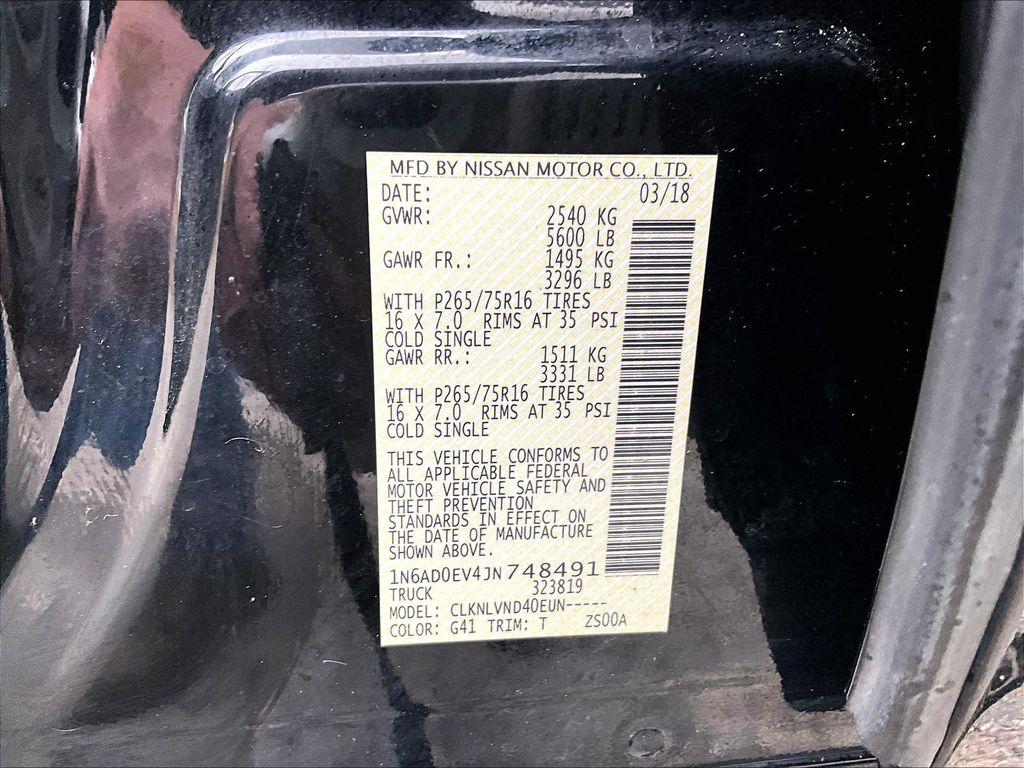 MFD BY NISSAN MOTOR CO., LTD.
DATE: 03/18
GVWR: 2540 KG
5600 LB
GAWR FR.: 1495 KG
3296 LB
WITH P265/75R16 TIRES
16 X 7.0 RIMS AT 35 PSI
COLD SINGLE
GAWR RR.: 1511 KG
3331 LB
WITH P265/75R16 TIRES
16 X 7.0 RIMS AT 35 PSI
COLD SINGLE
THIS VEHICLE CONFORMS TO
ALL APPLICABLE FEDERAL
MOTOR VEHICLE SAFETY AND
THEFT PREVENTION
STANDARDS IN EFFECT ON
THE DATE OF MANUFACTURE
SHOWN ABOVE.
1N6AD0EV4JN748491
TRUCK 323819
MODEL: CLKNLVND40EUN-----
COLOR: G41 TRIM: T ZS00A